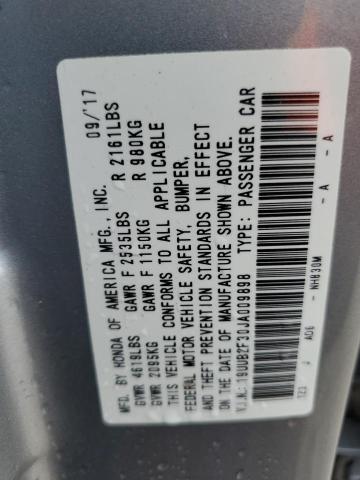 MFD. BY HONDA OF AMERICA MFG., INC. 09/'17
GVWR 4619LBS GAWR F 2535LBS R 2161LBS
GVWR 2095KG GAWR F 1150KG R 980KG
THIS VEHICLE CONFORMS TO ALL APPLICABLE
FEDERAL MOTOR VEHICLE SAFETY, BUMPER,
AND THEFT PREVENTION STANDARDS IN EFFECT
ON THE DATE OF MANUFACTURE SHOWN ABOVE.
V.I.N.: 19UUB2F30JA009898 TYPE: PASSENGER CAR
TZ3 J AD6 NH830M - A - A